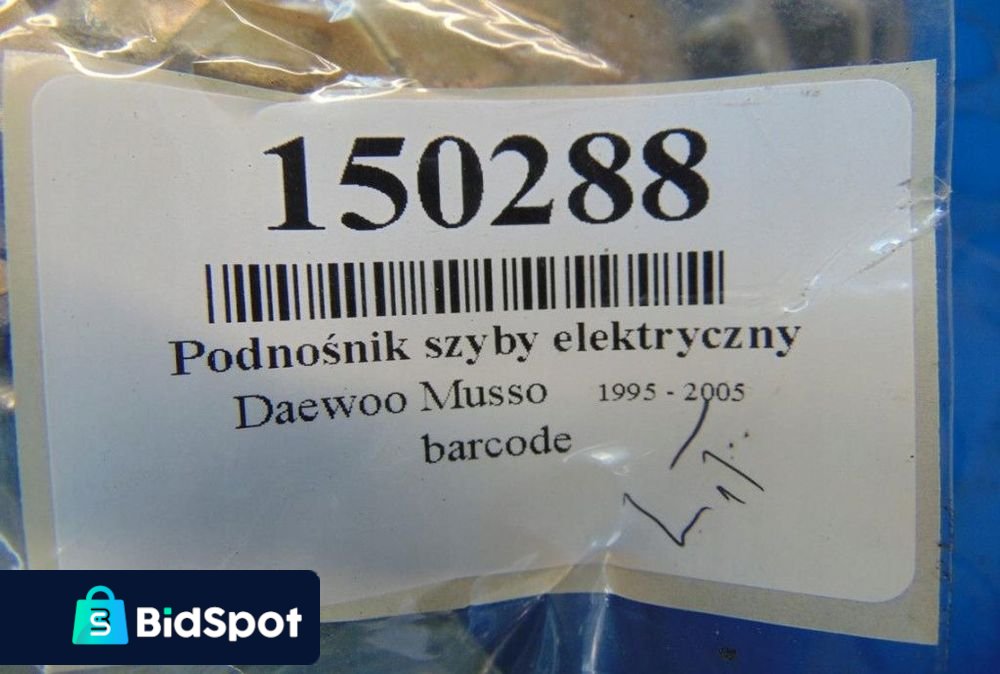 150288
Podnośnik szyby elektryczny
Daewoo Musso 1995 - 2005
barcode
BidSpot